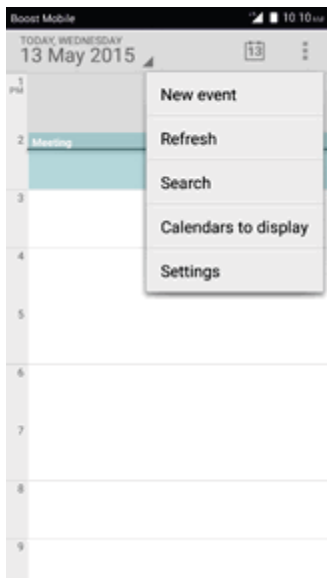 Boost Mobile 10:10 AM
TODAY, WEDNESDAY
13 May 2015
13
1
PM
New event
2 Meeting
Refresh
Search
3
Calendars to display
4
Settings
5
6
7
8
9